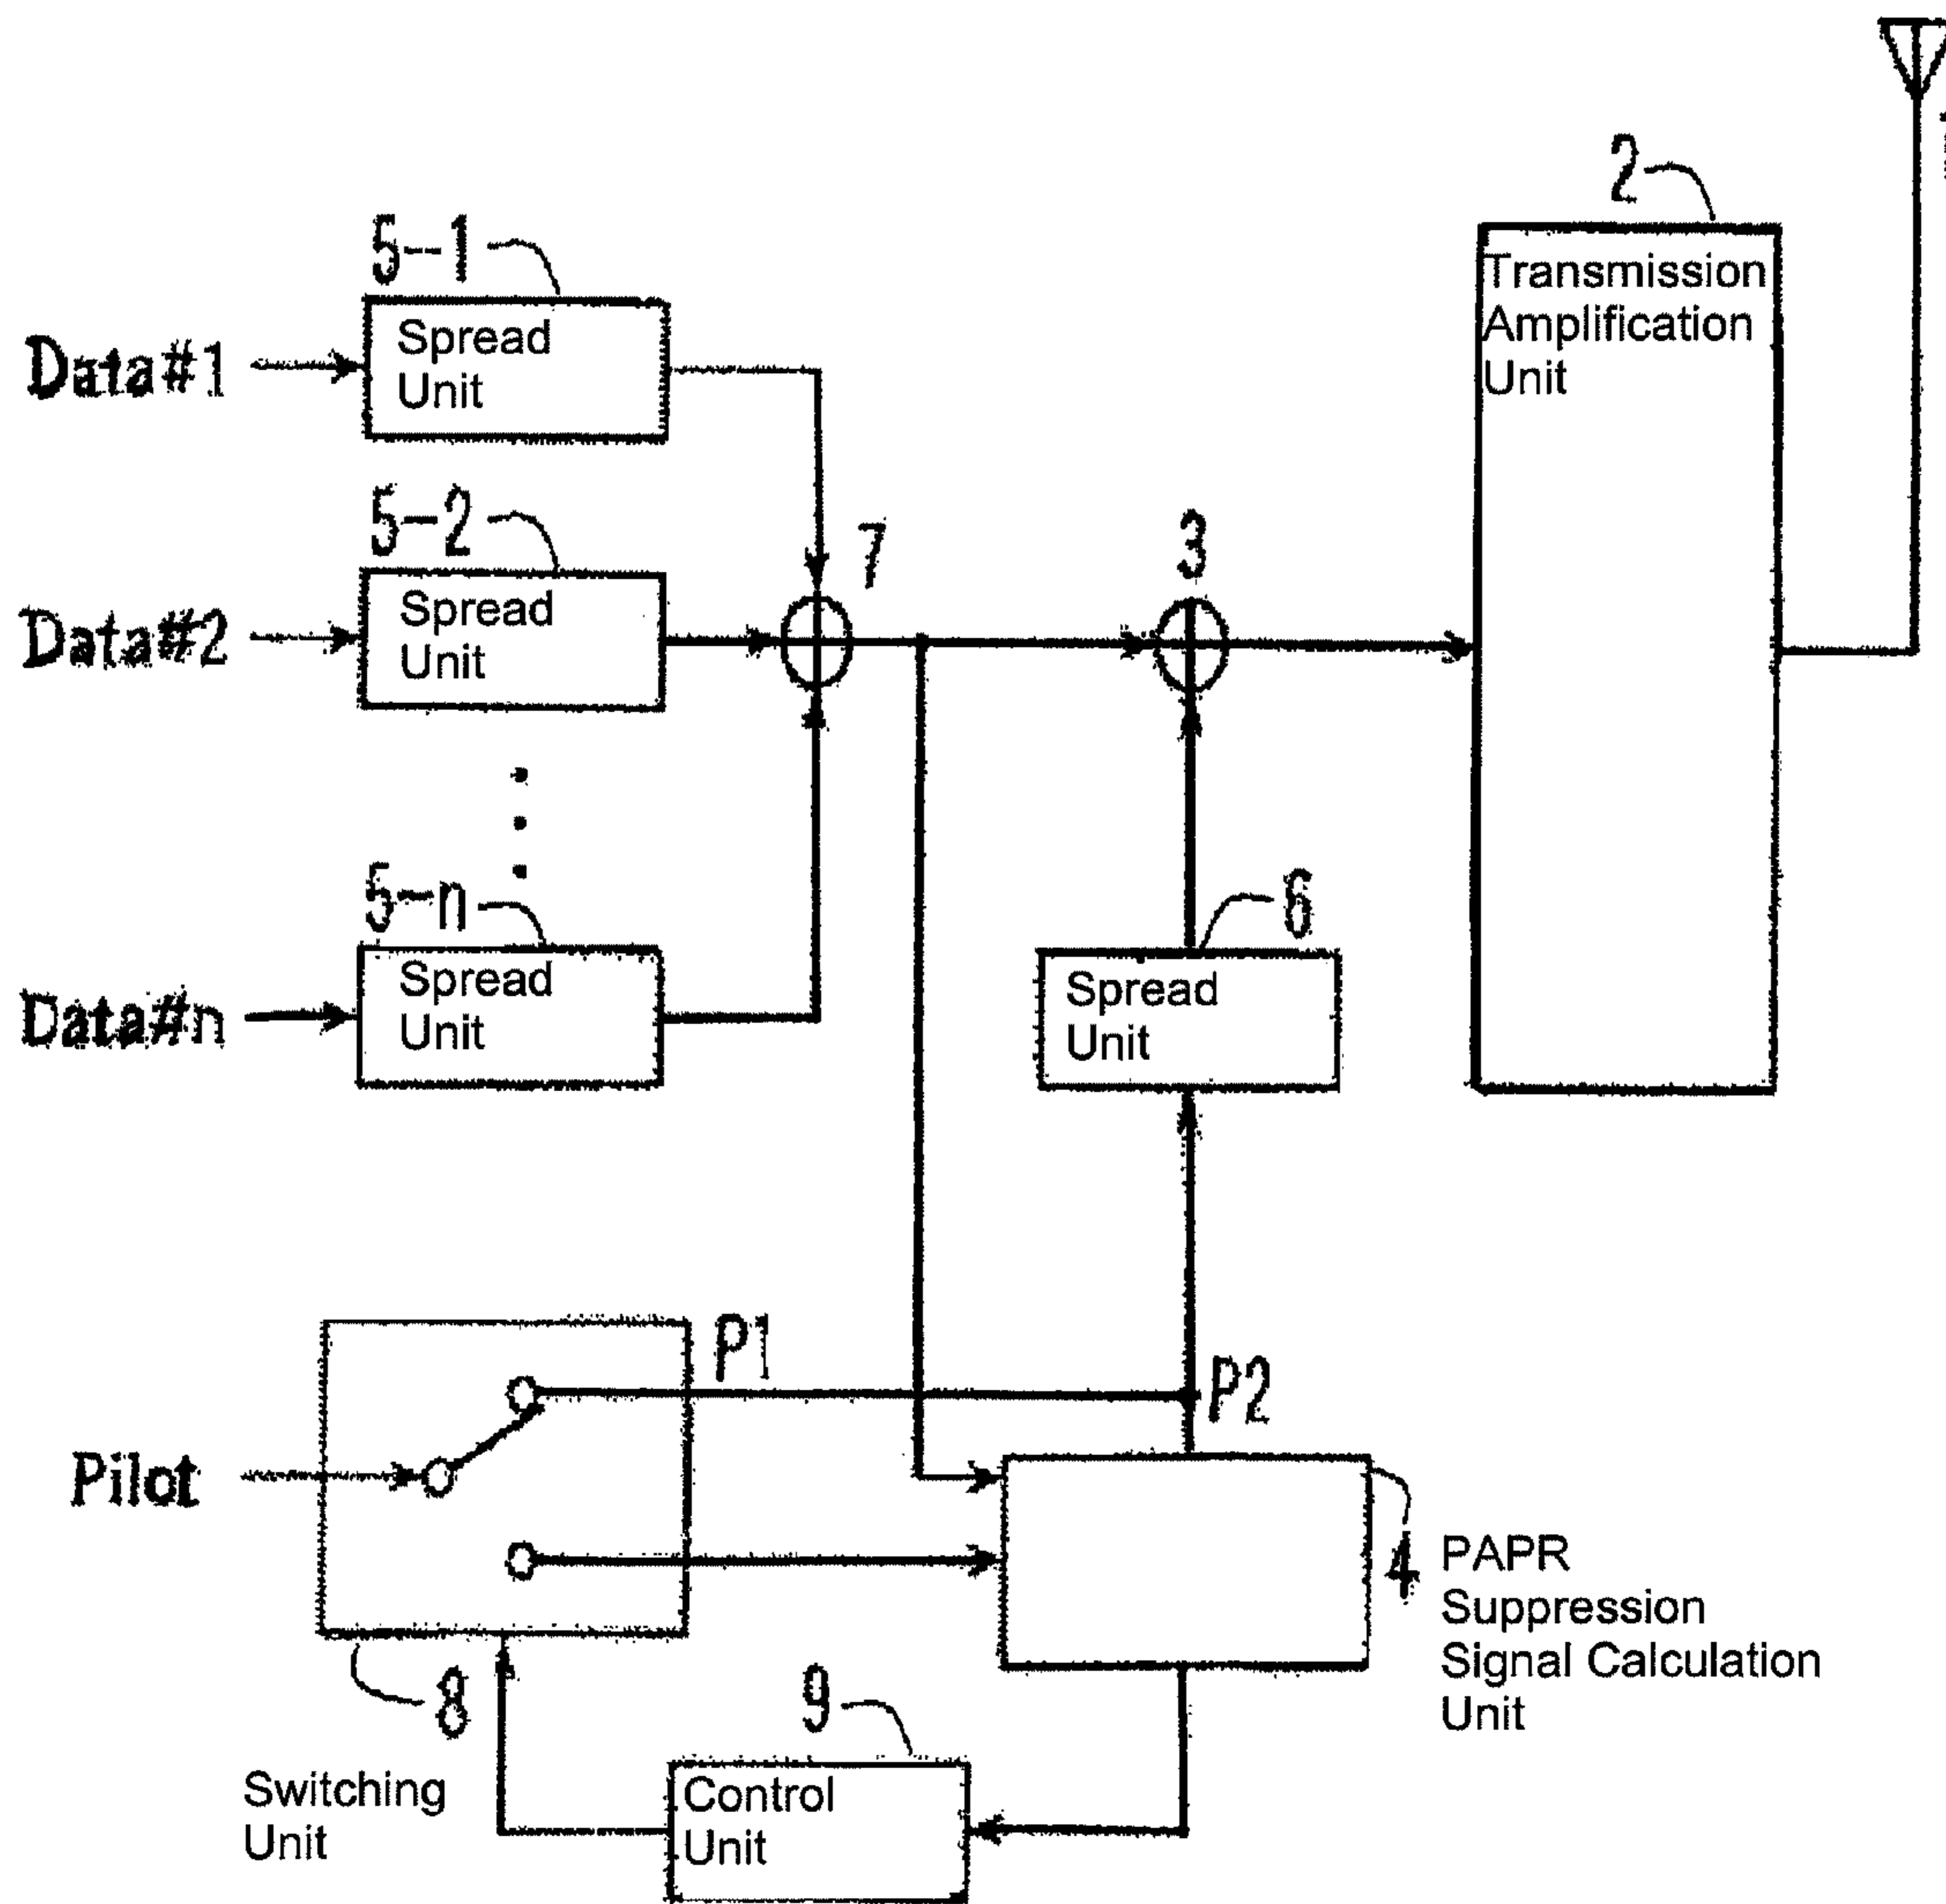 1
2
Transmission
Amplification
Unit
5-1
Data#1
Spread
Unit
5-2
7
3
Data#2
Spread
Unit
5-n
6
Data#n
Spread
Unit
Spread
Unit
P1
P2
Pilot
4
PAPR
Suppression
Signal Calculation
Unit
8
9
Switching
Unit
Control
Unit